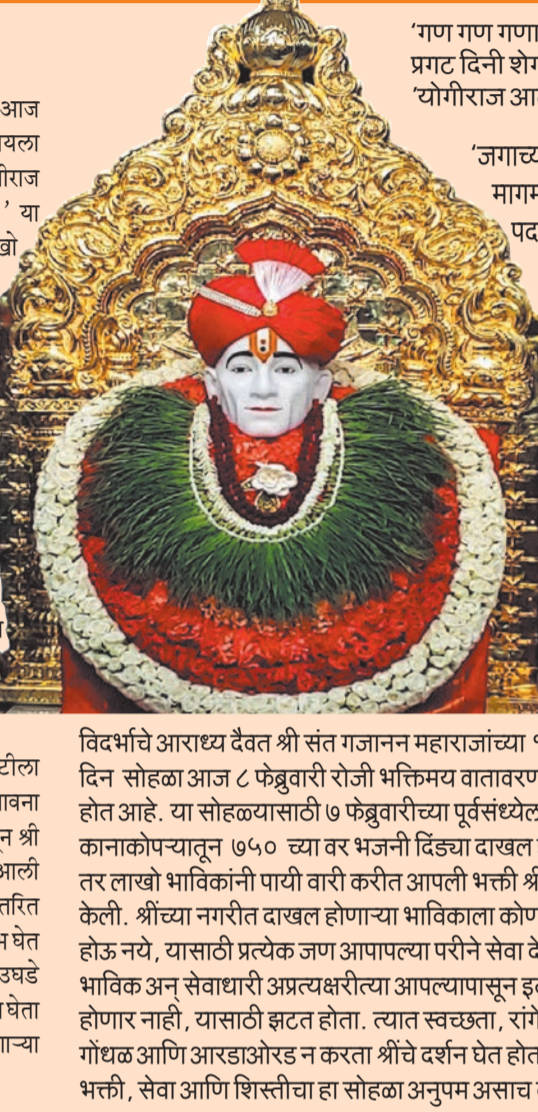 आज
यला
ीराज
’ या
खो
‘गण गण गणा
प्रगट दिनी शेग
‘योगीराज आ
‘जगाच्य
मागम
पद
टीला
ावना
न श्री
आली
तरित
घेत
उघडे
घेता
ाऱ्या
विदर्भाचे आराध्य दैवत श्री संत गजानन महाराजांच्या
दिन सोहळा आज ८ फेब्रुवारी रोजी भक्तिमय वातावरण
होत आहे. या सोहळ्यासाठी ७ फेब्रुवारीच्या पूर्वसंध्येल
कानाकोपऱ्यातून ७५० च्या वर भजनी दिंड्या दाखल
तर लाखो भाविकांनी पायी वारी करीत आपली भक्ती श्री
केली. श्रींच्या नगरीत दाखल होणाऱ्या भाविकाला कोण
होऊ नये, यासाठी प्रत्येक जण आपापल्या परीने सेवा दे
भाविक अन् सेवाधारी अप्रत्यक्षरीत्या आपल्यापासून इत
होणार नाही, यासाठी झटत होता. त्यात स्वच्छता, रांगे
गोंधळ आणि आरडाओरड न करता श्रींचे दर्शन घेत होत
भक्ती, सेवा आणि शिस्तीचा हा सोहळा अनुपम असाच